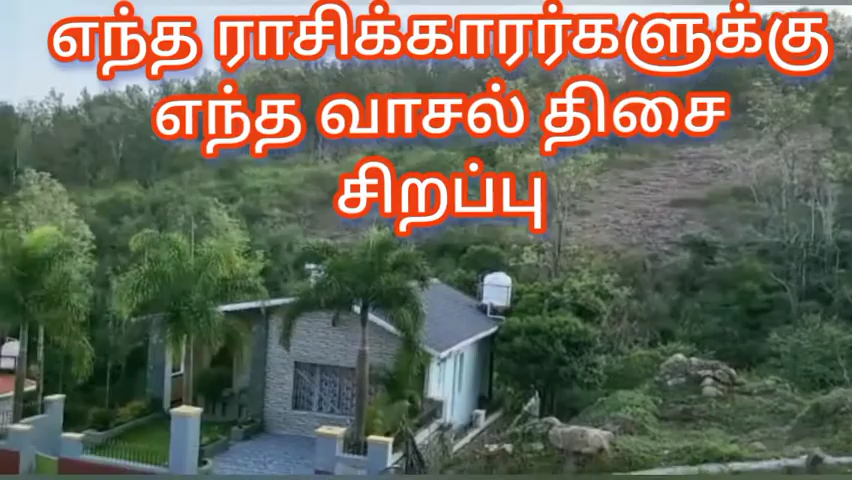 எந்த ராசிக்காரர்களுக்கு
எந்த வாசல் திசை
சிறப்பு